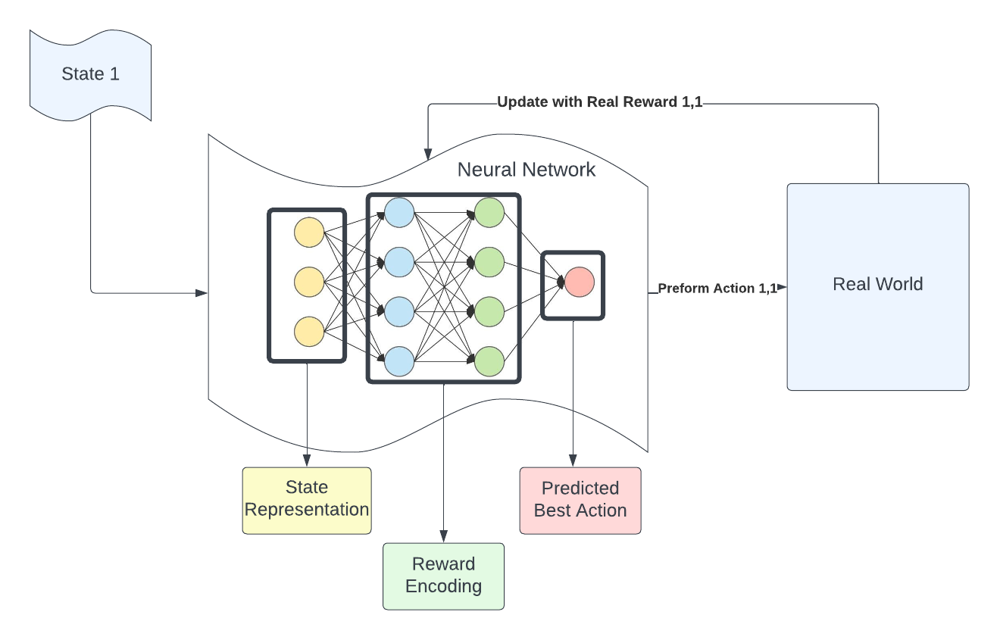 State 1
Update with Real Reward 1,1
Neural Network
Preform Action 1,1
Real World
State
Representation
Predicted
Best Action
Reward
Encoding